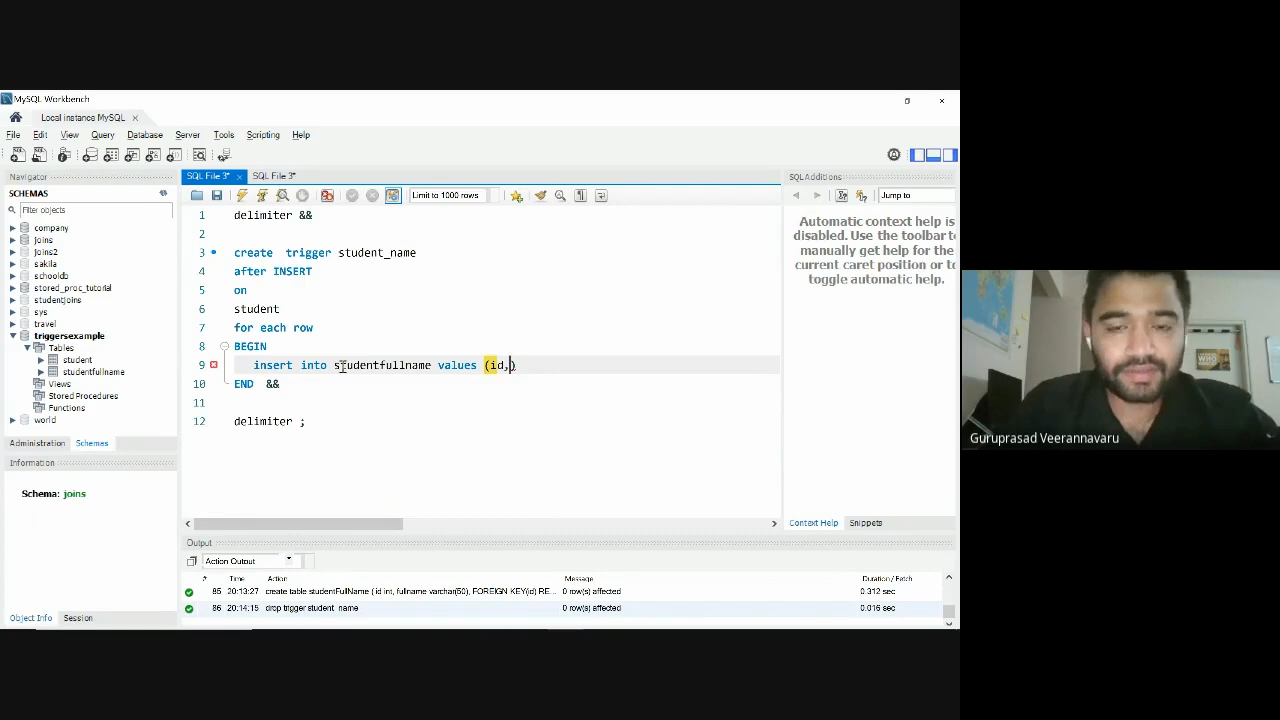 MySQL Workbench
Local instance MySQL
File Edit View Query Database Server Tools Scripting Help
Navigator
SCHEMAS
Filter objects
company
joins
joins2
sakila
schooldb
stored_proc_tutorial
studentjoins
sys
travel
triggersexample
Tables
student
studentfullname
Views
Stored Procedures
Functions
world
Administration Schemas
Information
Schema: joins
Object Info Session
SQL File 3* SQL File 3*
Limit to 1000 rows
1 delimiter &&
2
3 create trigger student_name
4 after INSERT
5 on
6 student
7 for each row
8 BEGIN
9 insert into studentfullname values (id,)
10 END &&
11
12 delimiter ;
SQLAdditions
Jump to
Automatic context help is
disabled. Use the toolbar to
manually get help for the
current caret position or to
toggle automatic help.
Context Help Snippets
Output
Action Output
# Time Action Message Duration / Fetch
85 20:13:27 create table studentFullName ( id int, fullname varchar(50), FOREIGN KEY(id) RE... 0 row(s) affected 0.312 sec
86 20:14:15 drop trigger student_name 0 row(s) affected 0.016 sec
Guruprasad Veerannavaru